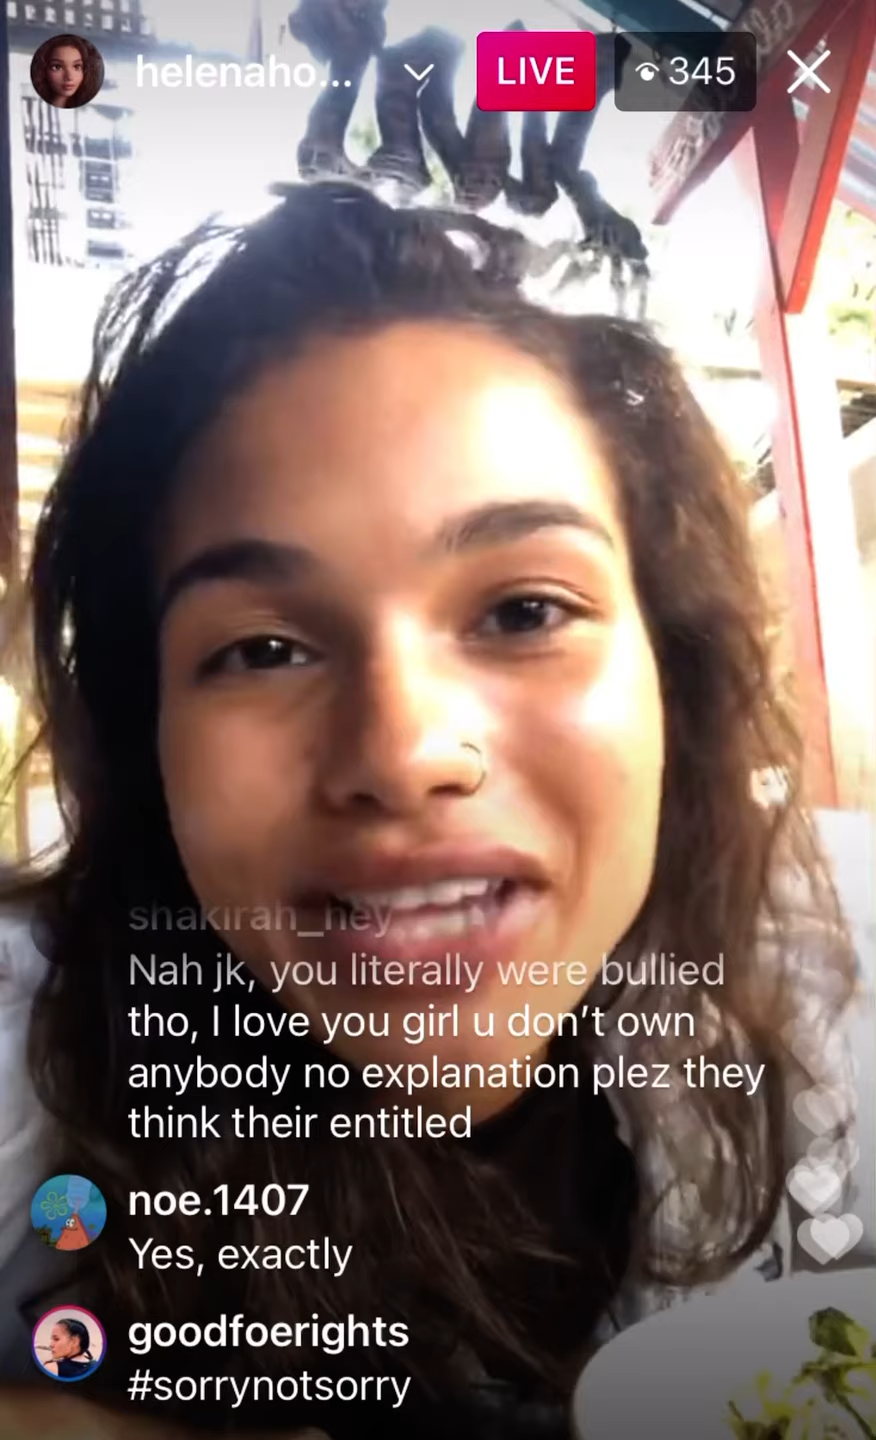 helenaho...
LIVE
345
shakirah_hey
Nah jk, you literally were bullied
tho, I love you girl u don’t own
anybody no explanation plez they
think their entitled
noe.1407
Yes, exactly
goodfoerights
#sorrynotsorry